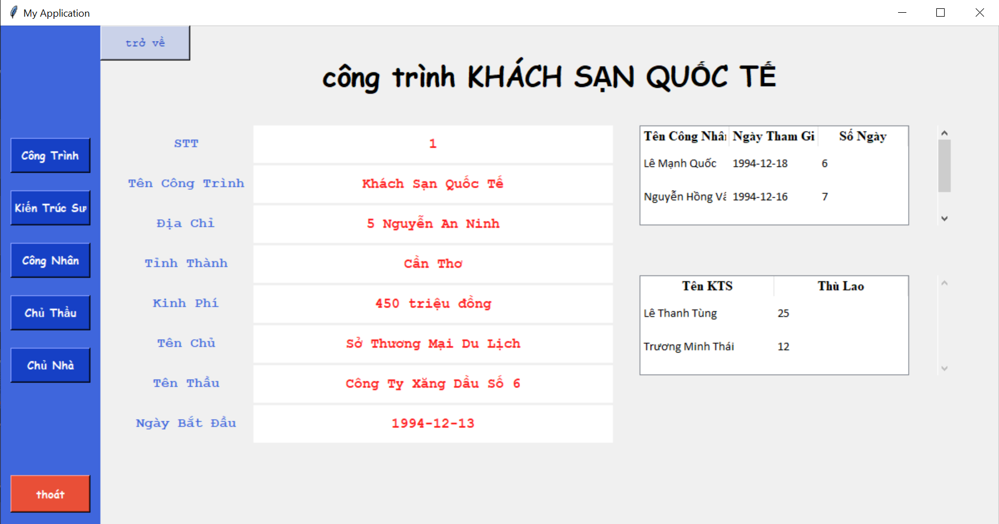 My Application
trở về
công trình KHÁCH SẠN QUỐC TẾ
Công Trình
Kiến Trúc Sư
Công Nhân
Chủ Thầu
Chủ Nhà
thoát
STT 1
Tên Công Trình Khách Sạn Quốc Tế
Địa Chỉ 5 Nguyễn An Ninh
Tỉnh Thành Cần Thơ
Kinh Phí 450 triệu đồng
Tên Chủ Sở Thương Mại Du Lịch
Tên Thầu Công Ty Xăng Dầu Số 6
Ngày Bắt Đầu 1994-12-13
Tên Công Nhân Ngày Tham Gi Số Ngày
Lê Mạnh Quốc 1994-12-18 6
Nguyễn Hồng 1994-12-16 7
Tên KTS Thù Lao
Lê Thanh Tùng 25
Trương Minh Thái 12